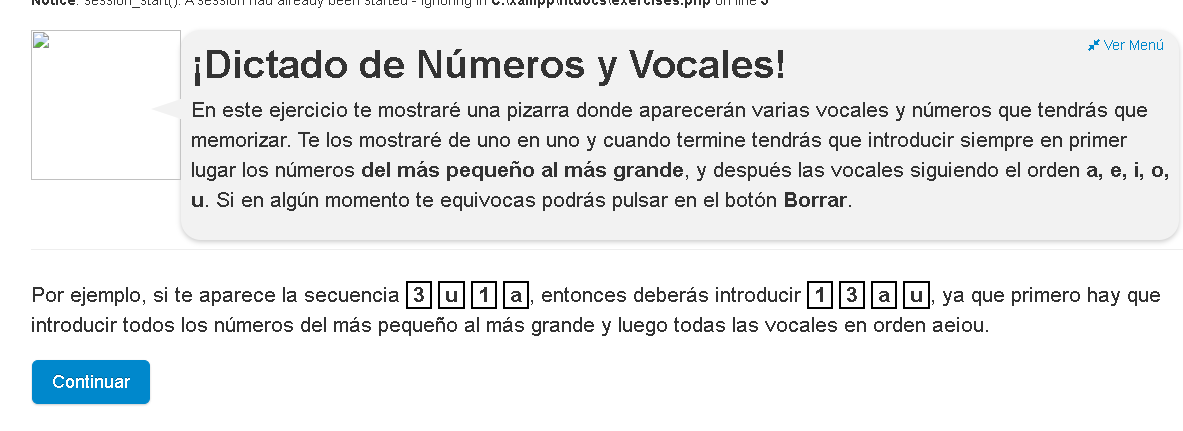 Notice: session_start(): A session had already been started - ignoring in C:\xampp\htdocs\exercises.php on line 3
Ver Menú
¡Dictado de Números y Vocales!
En este ejercicio te mostraré una pizarra donde aparecerán varias vocales y números que tendrás que
memorizar. Te los mostraré de uno en uno y cuando termine tendrás que introducir siempre en primer
lugar los números del más pequeño al más grande, y después las vocales siguiendo el orden a, e, i, o,
u. Si en algún momento te equivocas podrás pulsar en el botón Borrar.
Por ejemplo, si te aparece la secuencia 3 u 1 a, entonces deberás introducir 1 3 a u, ya que primero hay que
introducir todos los números del más pequeño al más grande y luego todas las vocales en orden aeiou.
Continuar